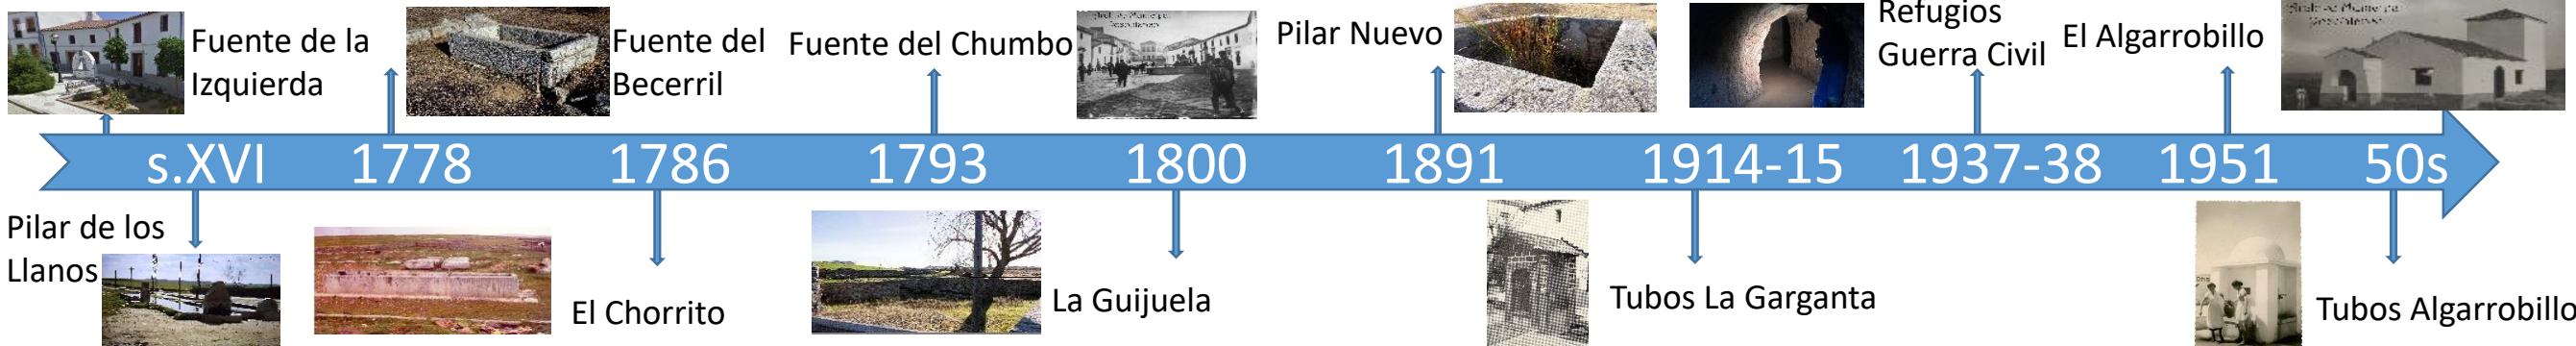 Fuente de la
Izquierda
Fuente del
Becerril
Fuente del Chumbo
Pilar Nuevo
Refugios
Guerra Civil
El Algarrobillo
s.XVI
1778
1786
1793
1800
1891
1914-15
1937-38
1951
50s
Pilar de los
Llanos
El Chorrito
La Guijuela
Tubos La Garganta
Tubos Algarrobillo